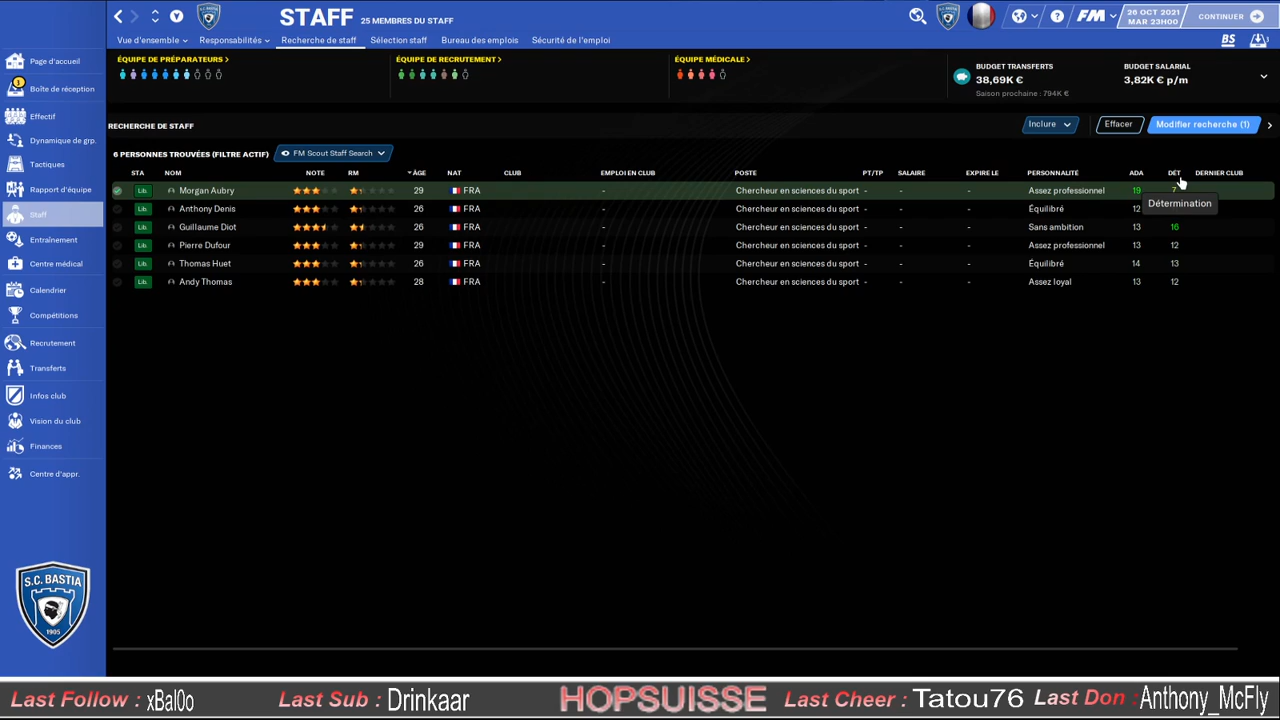 STAFF 25 MEMBRES DU STAFF
26 OCT 2021
MAR 23H00
CONTINUER
FM
Vue d'ensemble Responsabilités Recherche de staff Sélection staff Bureau des emplois Sécurité de l'emploi
BS
Page d'accueil
Boîte de réception
Effectif
Dynamique de grp.
Tactiques
Rapport d'équipe
Staff
Entraînement
Centre médical
Calendrier
Compétitions
Recrutement
Transferts
Infos club
Vision du club
Finances
Centre d'appr.
ÉQUIPE DE PRÉPARATEURS >
ÉQUIPE DE RECRUTEMENT >
ÉQUIPE MÉDICALE >
BUDGET TRANSFERTS
38,69K €
Saison prochaine : 794K €
BUDGET SALARIAL
3,82K € p/m
RECHERCHE DE STAFF
Inclure Effacer Modifier recherche (1)
6 PERSONNES TROUVÉES (FILTRE ACTIF) FM Scout Staff Search
STA NOM NOTE RM ÂGE NAT CLUB EMPLOI EN CLUB POSTE PT/TP SALAIRE EXPIRE LE PERSONNALITÉ ADA DÉT DERNIER CLUB
Lib. Morgan Aubry 29 FRA - Chercheur en sciences du sport - - - Assez professionnel 19 7
Lib. Anthony Denis 26 FRA - Chercheur en sciences du sport - - - Équilibré 12
Lib. Guillaume Diot 26 FRA - Chercheur en sciences du sport - - - Sans ambition 13 16
Lib. Pierre Dufour 29 FRA - Chercheur en sciences du sport - - - Assez professionnel 13 12
Lib. Thomas Huet 26 FRA - Chercheur en sciences du sport - - - Équilibré 14 13
Lib. Andy Thomas 28 FRA - Chercheur en sciences du sport - - - Assez loyal 13 12
Détermination
S.C. BASTIA
1905
Last Follow : xBal0o Last Sub : Drinkaar HOPSUISSE Last Cheer : Tatou76 Last Don : Anthony_McFly